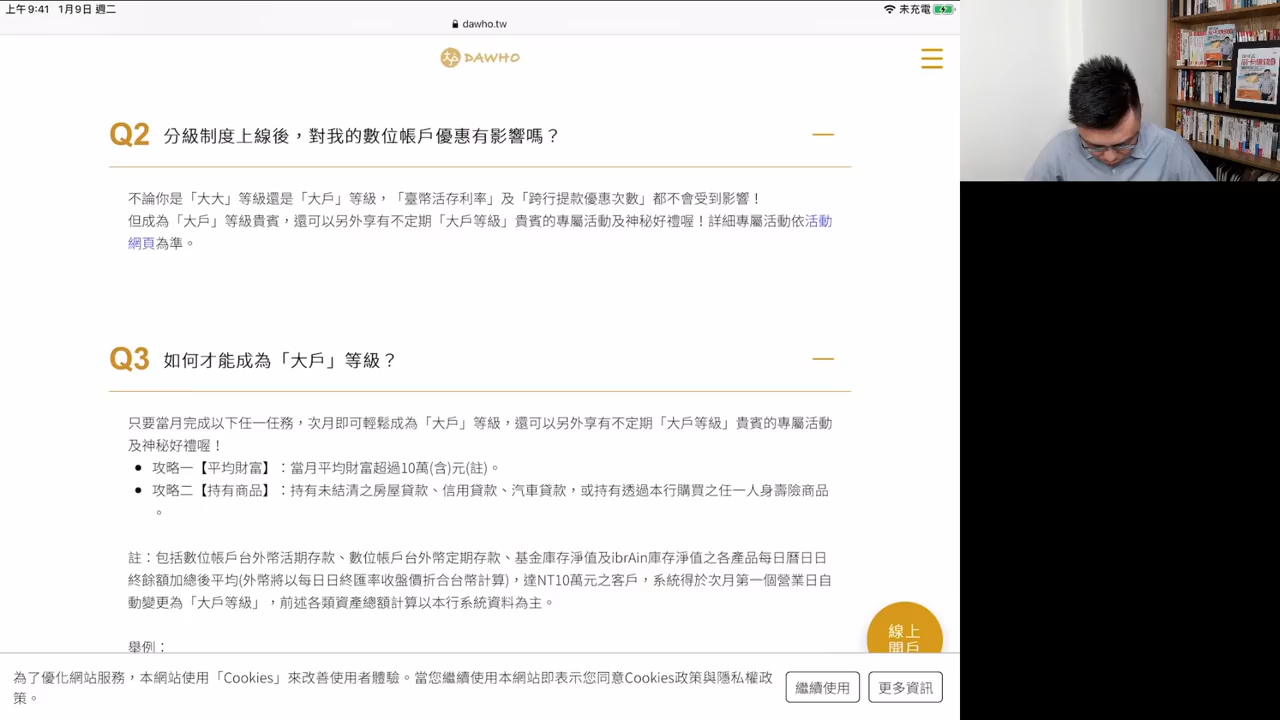 上午9:41 1月9日 週二
未充電
dawho.tw
DAWHO
Q2 分級制度上線後，對我的數位帳戶優惠有影響嗎？
不論你是「大大」等級還是「大戶」等級，「臺幣活存利率」及「跨行提款優惠次數」都不會受到影響！
但成為「大戶」等級貴賓，還可以另外享有不定期「大戶等級」貴賓的專屬活動及神秘好禮喔！詳細專屬活動依活動
網頁為準。
Q3 如何才能成為「大戶」等級？
只要當月完成以下任一任務，次月即可輕鬆成為「大戶」等級，還可以另外享有不定期「大戶等級」貴賓的專屬活動
及神秘好禮喔！
● 攻略一【平均財富】：當月平均財富超過10萬(含)元(註)。
● 攻略二【持有商品】：持有未結清之房屋貸款、信用貸款、汽車貸款，或持有透過本行購買之任一人身壽險商品
。
註：包括數位帳戶台外幣活期存款、數位帳戶台外幣定期存款、基金庫存淨值及ibrAin庫存淨值之各產品每日曆日日
終餘額加總後平均(外幣將以每日日終匯率收盤價折合台幣計算)，達NT10萬元之客戶，系統得於次月第一個營業日自
動變更為「大戶等級」，前述各類資產總額計算以本行系統資料為主。
舉例：
線上
開戶
為了優化網站服務，本網站使用「Cookies」來改善使用者體驗。當您繼續使用本網站即表示您同意Cookies政策與隱私權政
策。
繼續使用
更多資訊